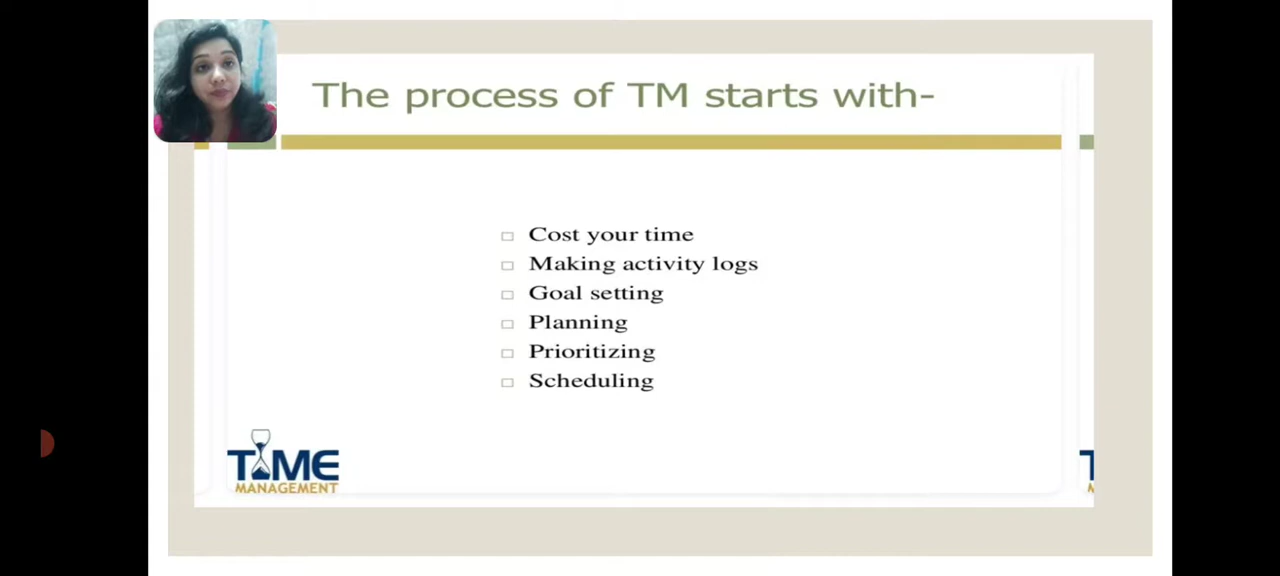 The process of TM starts with-
Cost your time
Making activity logs
Goal setting
Planning
Prioritizing
Scheduling
TIME
MANAGEMENT